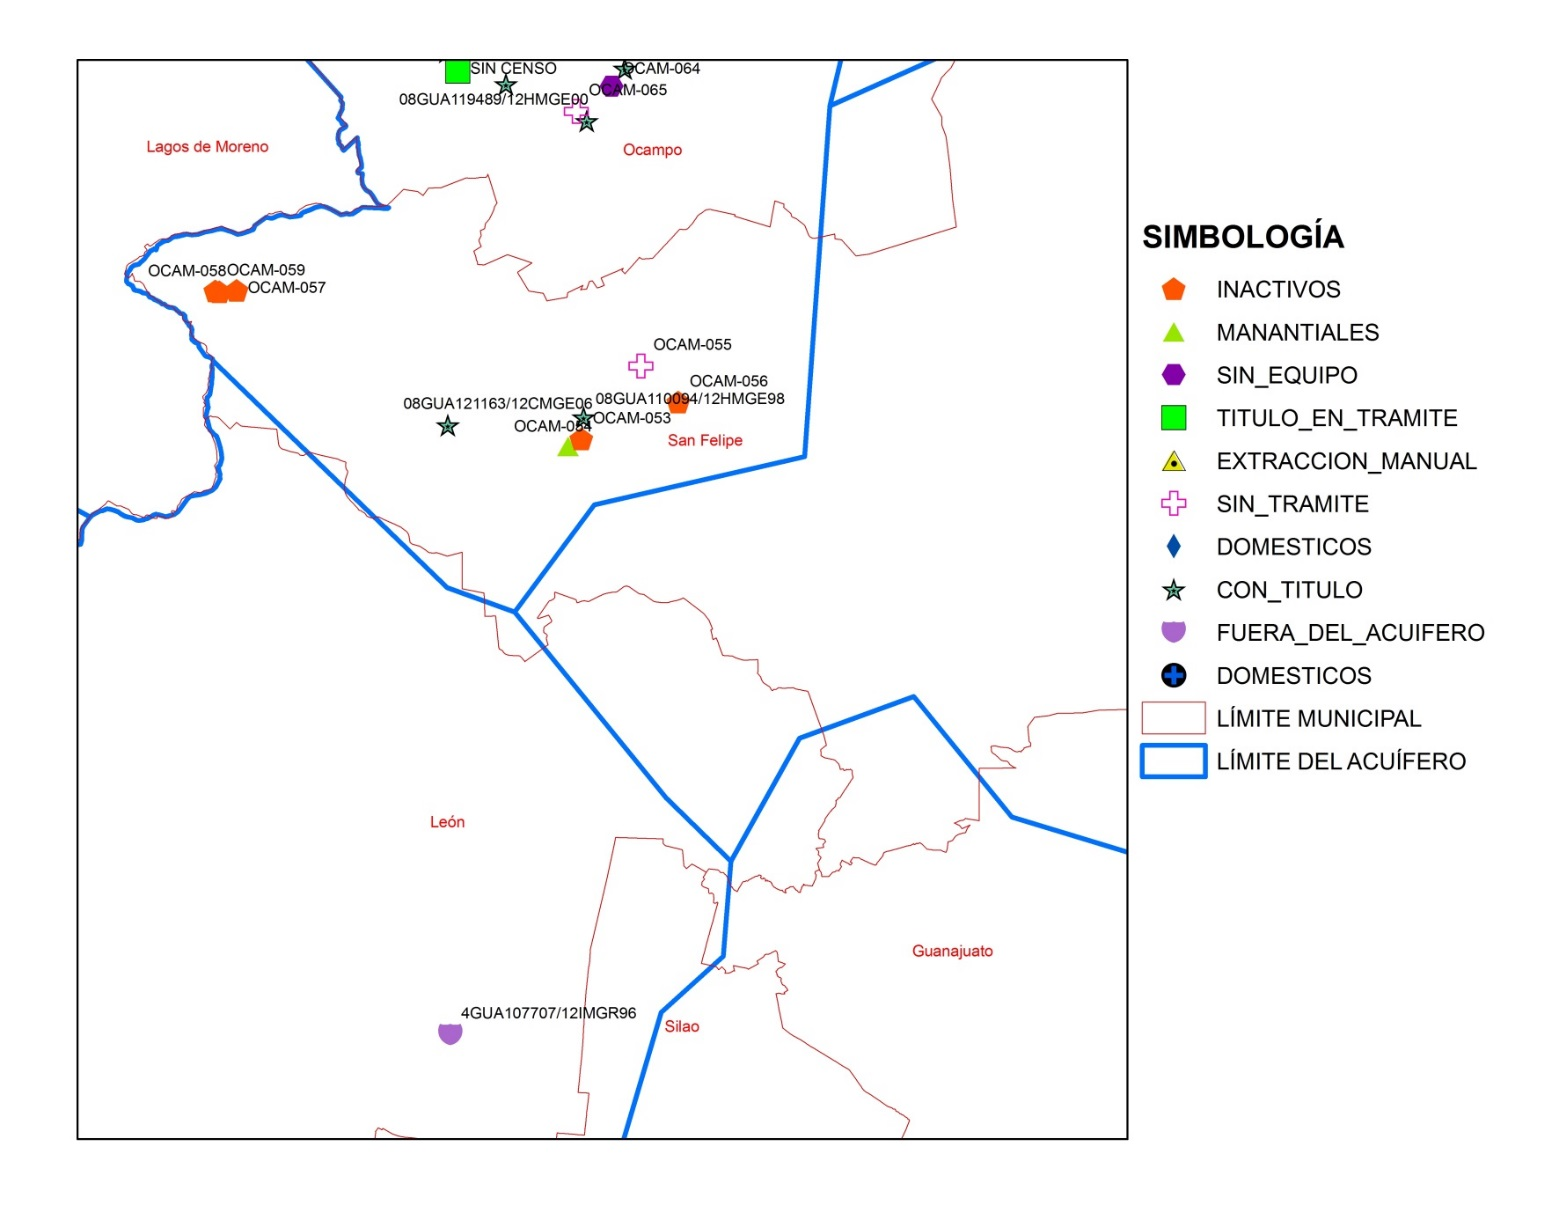 SIN CENSO
OCAM-064
OCAM-065
08GUA119489/12HMGE00
Lagos de Moreno
Ocampo
OCAM-058
OCAM-059
OCAM-057
OCAM-055
OCAM-056
08GUA121163/12CMGE06
08GUA110094/12HMGE98
OCAM-053
OCAM-054
San Felipe
León
Guanajuato
4GUA107707/12IMGR96
Silao
SIMBOLOGÍA
INACTIVOS
MANANTIALES
SIN_EQUIPO
TITULO_EN_TRAMITE
EXTRACCION_MANUAL
SIN_TRAMITE
DOMESTICOS
CON_TITULO
FUERA_DEL_ACUIFERO
DOMESTICOS
LÍMITE MUNICIPAL
LÍMITE DEL ACUÍFERO